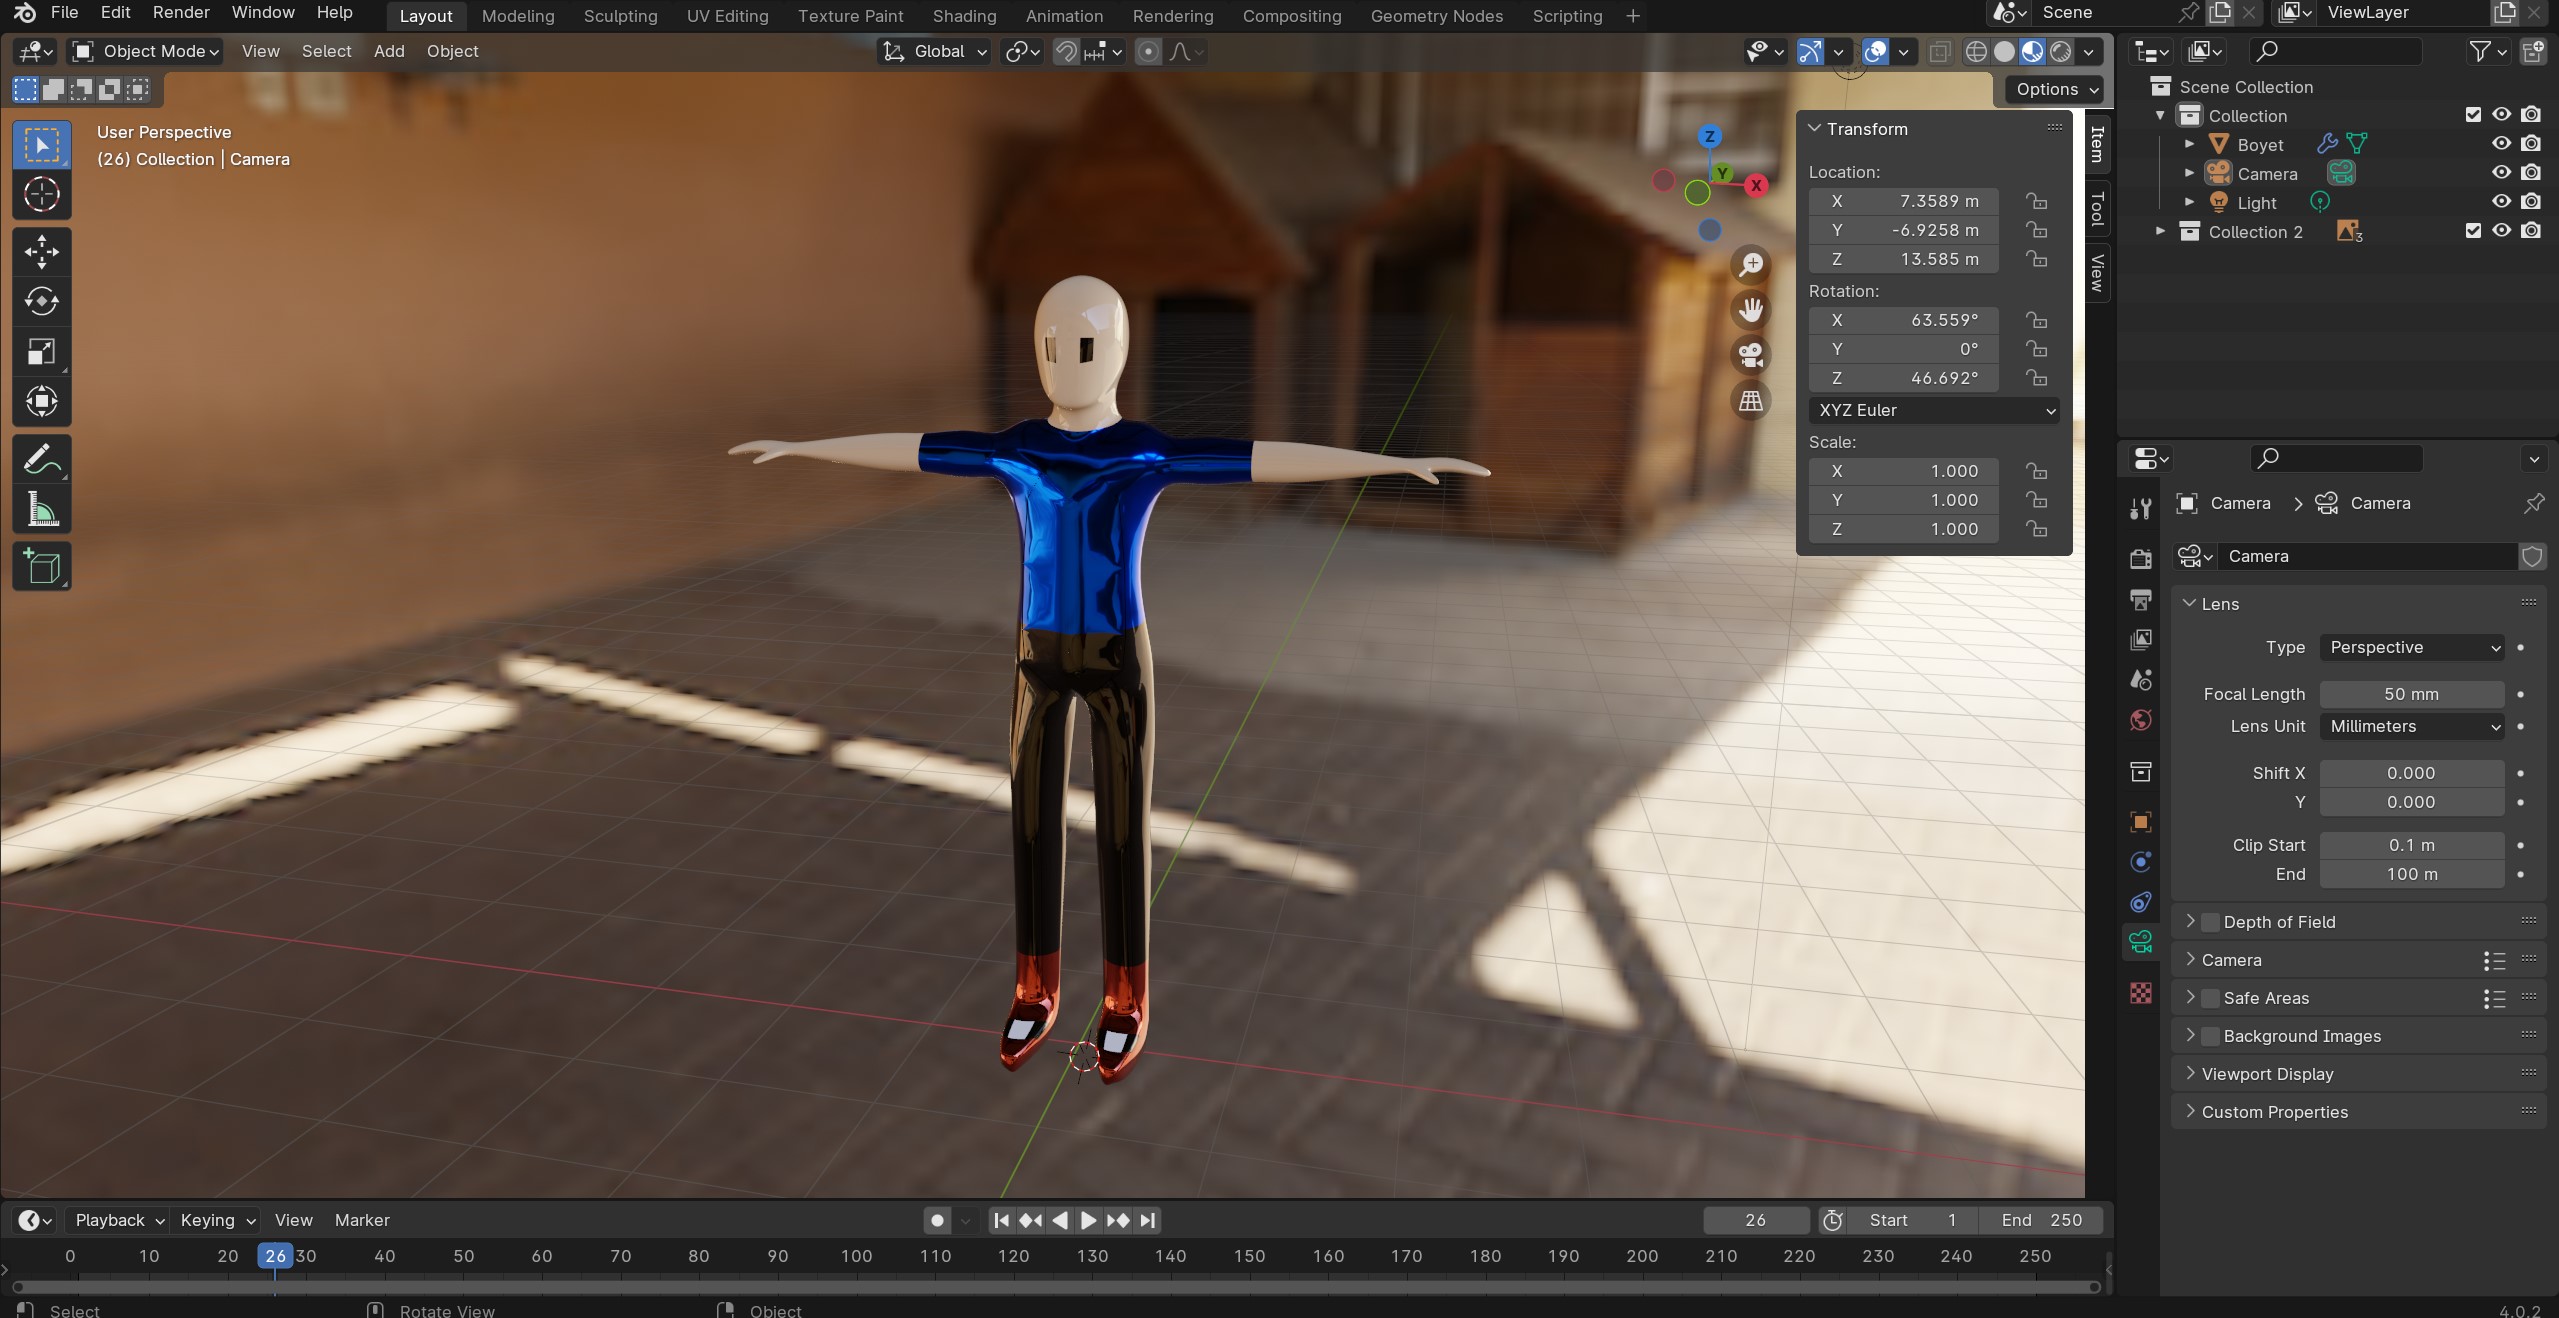 File Edit Render Window Help Layout Modeling Sculpting UV Editing Texture Paint Shading Animation Rendering Compositing Geometry Nodes Scripting + Scene ViewLayer
Object Mode View Select Add Object Global
Options
User Perspective
(26) Collection | Camera
Z
Y
X
Transform
Location:
X 7.3589 m
Y -6.9258 m
Z 13.585 m
Rotation:
X 63.559°
Y 0°
Z 46.692°
XYZ Euler
Scale:
X 1.000
Y 1.000
Z 1.000
Item
Tool
View
Scene Collection
Collection
Boyet
Camera
Light
Collection 2 3
Camera > Camera
Camera
Lens
Type Perspective
Focal Length 50 mm
Lens Unit Millimeters
Shift X 0.000
Y 0.000
Clip Start 0.1 m
End 100 m
Depth of Field
Camera
Safe Areas
Background Images
Viewport Display
Custom Properties
Playback Keying View Marker 26 Start 1 End 250
0 10 20 26 30 40 50 60 70 80 90 100 110 120 130 140 150 160 170 180 190 200 210 220 230 240 250
Select Rotate View Object 4.0.2